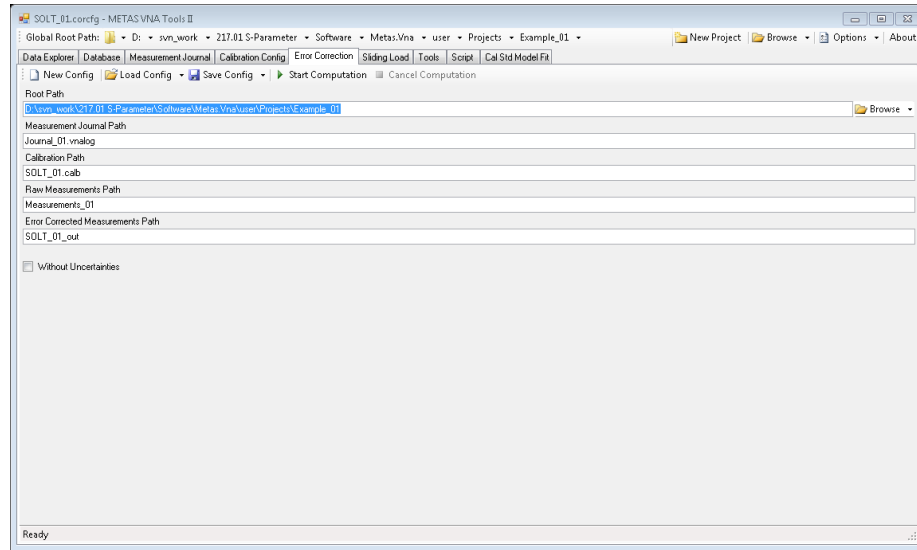 SOLT_01.corcfg - METAS VNA Tools II
Global Root Path: D: svn_work 217.01 S-Parameter Software Metas.Vna user Projects Example_01 New Project Browse Options About
Data Explorer Database Measurement Journal Calibration Config Error Correction Sliding Load Tools Script Cal Std Model Fit
New Config Load Config Save Config Start Computation Cancel Computation
Root Path
D:\svn_work\217.01 S-Parameter\Software\Metas.Vna\user\Projects\Example_01 Browse
Measurement Journal Path
Journal_01.vnalog
Calibration Path
SOLT_01.calb
Raw Measurements Path
Measurements_01
Error Corrected Measurements Path
SOLT_01_out
Without Uncertainties
Ready